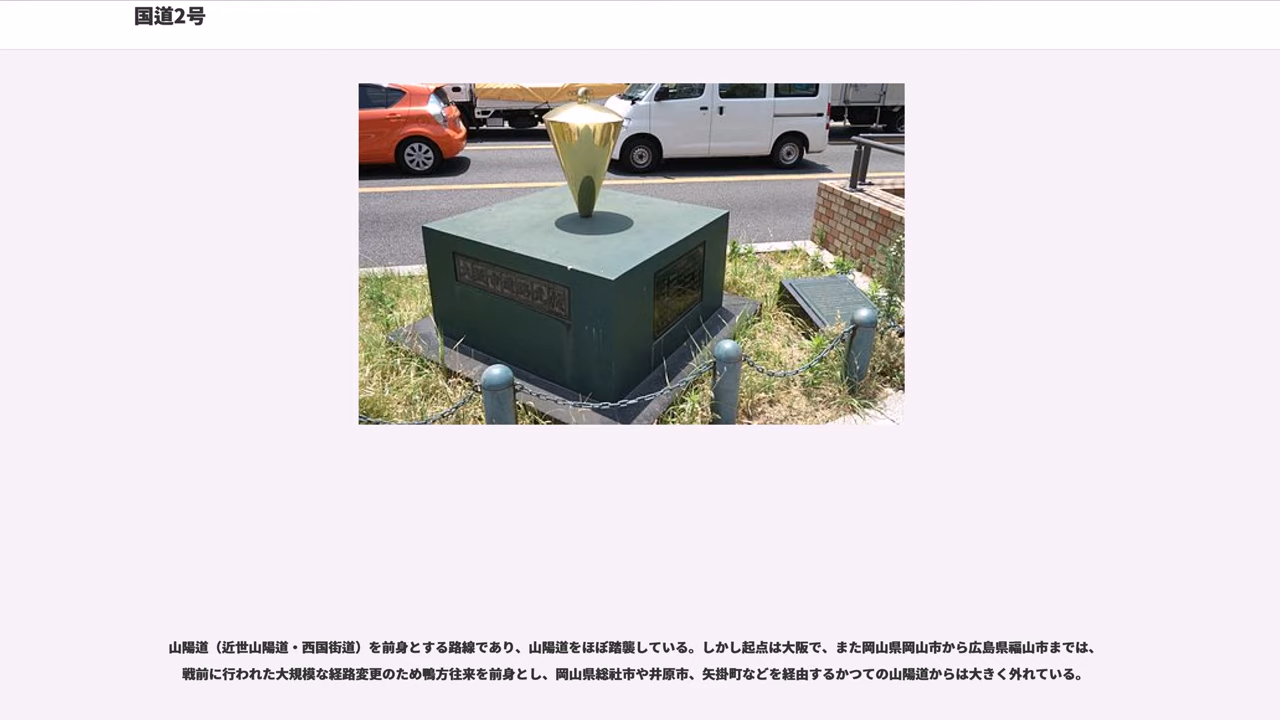 国道2号
山陽道（近世山陽道・西国街道）を前身とする路線であり、山陽道をほぼ踏襲している。しかし起点は大阪で、また岡山県岡山市から広島県福山市までは、
戦前に行われた大規模な経路変更のため鴨方往来を前身とし、岡山県総社市や井原市、矢掛町などを経由するかつての山陽道からは大きく外れている。